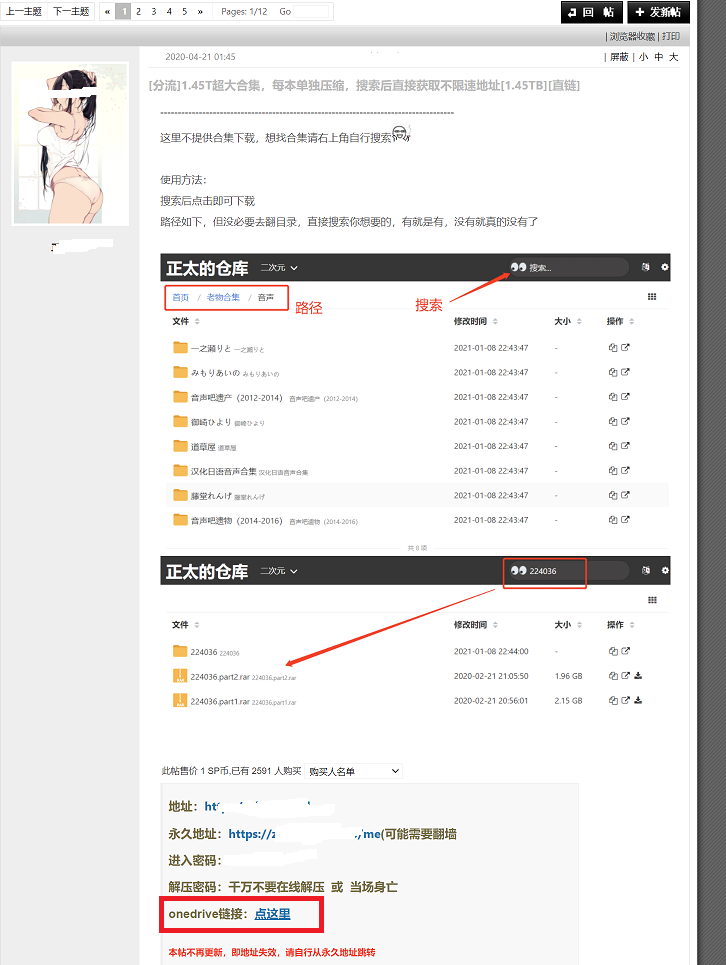 上一主题 下一主题 « 1 2 3 4 5 » Pages: 1/12 Go 回 帖 发新帖
| 浏览器收藏 | 打印
2020-04-21 01:45 | 屏蔽 | 小 中 大
[分流]1.45T超大合集，每本单独压缩，搜索后直接获取不限速地址[1.45TB][直链]
这里不提供合集下载，想找合集请右上角自行搜索
使用方法：
搜索后点击即可下载
路径如下，但没必要去翻目录，直接搜索你想要的，有就是有，没有就真的没有了
正太的仓库 二次元 搜索...
首页 / 老物合集 / 音声 路径 搜索
文件 修改时间 大小 操作
一之瀬りと 一之瀬りと 2021-01-08 22:43:47 -
みもりあいの みもりあいの 2021-01-08 22:43:47 -
音声吧遗产（2012-2014） 音声吧遗产（2012-2014） 2021-01-08 22:43:47 -
御崎ひより 御崎ひより 2021-01-08 22:43:47 -
道草屋 道草屋 2021-01-08 22:43:47 -
汉化日语音声合集 汉化日语音声合集 2021-01-08 22:43:47 -
藤堂れんげ 藤堂れんげ 2021-01-08 22:43:47 -
音声吧遗物（2014-2016） 音声吧遗物（2014-2016） 2021-01-08 22:43:47 -
共 8 项
正太的仓库 二次元 224036
文件 修改时间 大小 操作
224036 224036 2021-01-08 22:44:00 -
224036.part2.rar 224036.part2.rar 2020-02-21 21:05:50 1.96 GB
224036.part1.rar 224036.part1.rar 2020-02-21 20:56:01 2.15 GB
此帖售价 1 SP币,已有 2591 人购买 购买人名单
地址：
永久地址：https:// /me(可能需要翻墙
进入密码：
解压密码：千万不要在线解压 或 当场身亡
onedrive链接：点这里
本帖不再更新，即地址失效，请自行从永久地址跳转